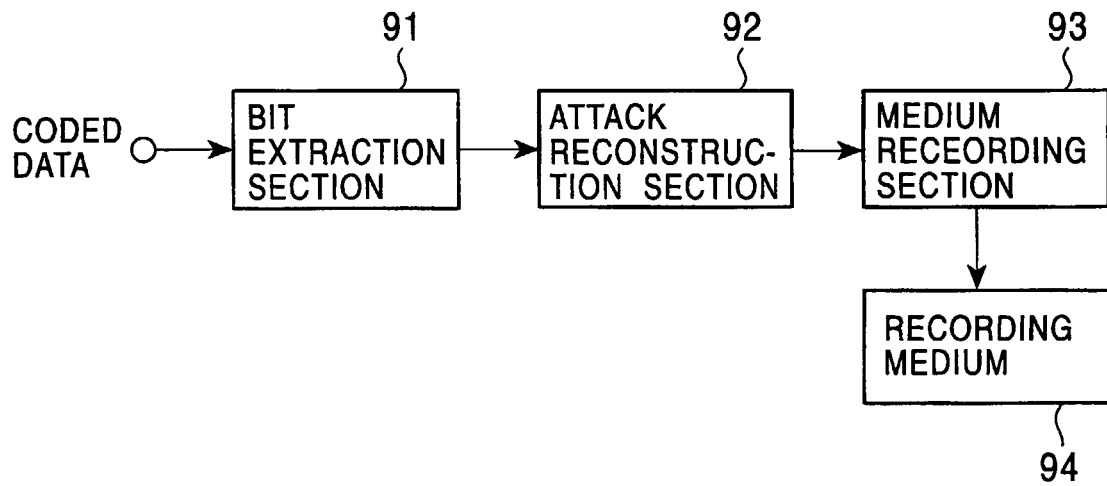 91
92
93
CODED
DATA
BIT
EXTRACTION
SECTION
ATTACK
RECONSTRUC-
TION SECTION
MEDIUM
RECEORDING
SECTION
RECORDING
MEDIUM
94